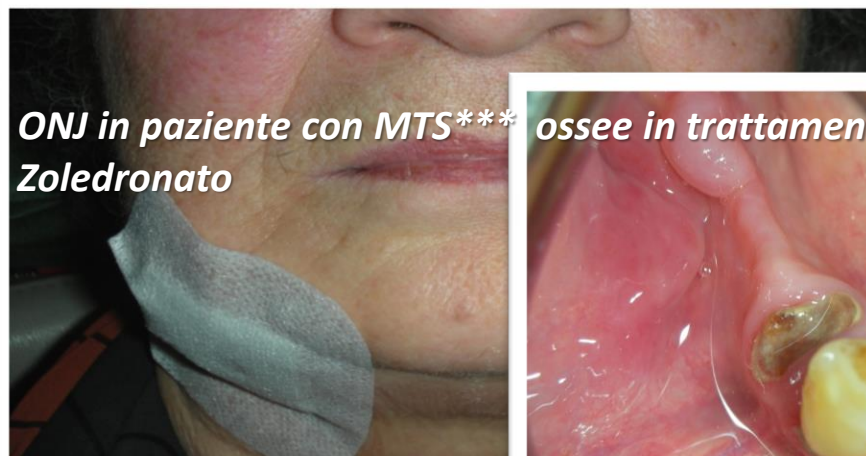 ONJ in paziente con MTS*** ossee in trattamen
Zoledronato